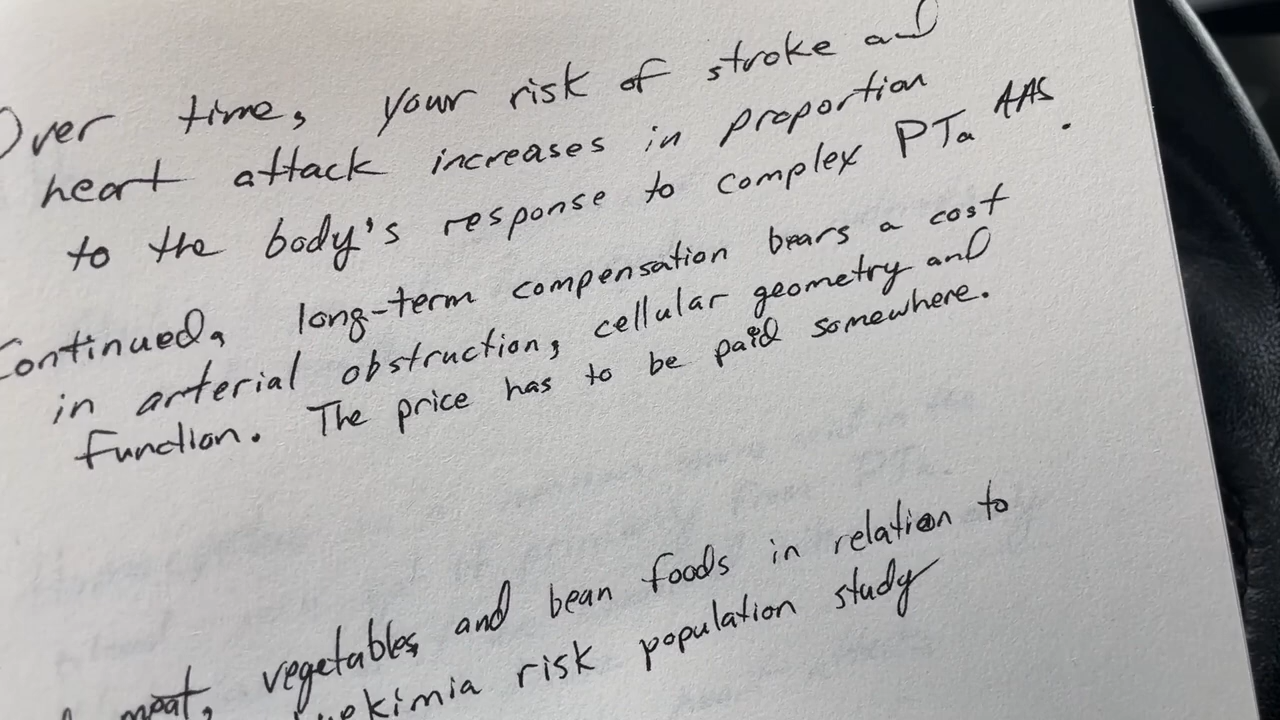 Over time, your risk of stroke and
heart attack increases in proportion
to the body's response to complex PTa AAS.
Continued, long-term compensation bears a cost
in arterial obstruction, cellular geometry and
function. The price has to be paid somewhere.
meat, vegetables and bean foods in relation to
risk population study